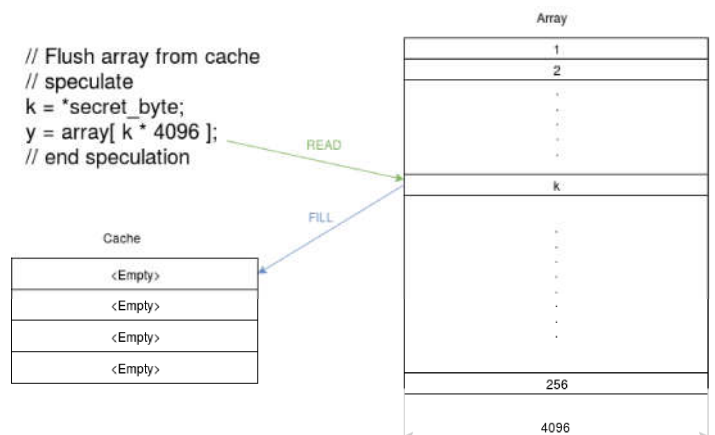 Array
// Flush array from cache
// speculate
k = *secret_byte;
y = array[ k * 4096 ];
// end speculation
1
2
READ
k
FILL
Cache
<Empty>
<Empty>
<Empty>
<Empty>
256
4096